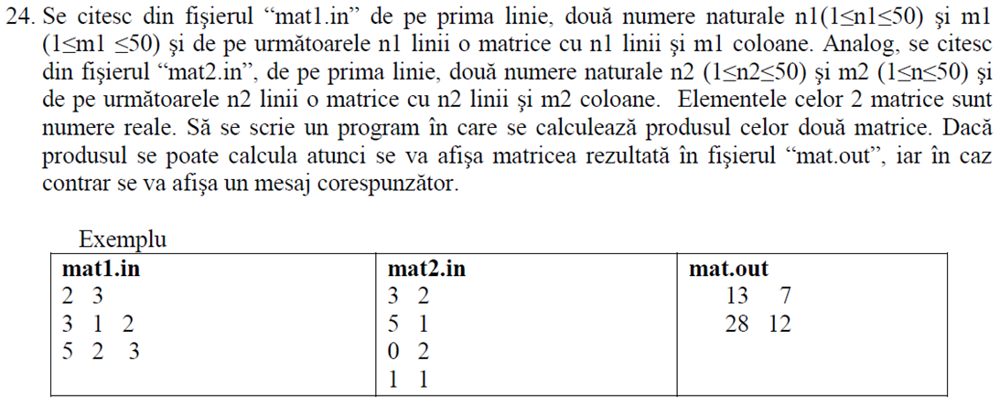 24. Se citesc din fişierul “mat1.in” de pe prima linie, două numere naturale n1(1≤n1≤50) şi m1
(1≤m1 ≤50) şi de pe următoarele n1 linii o matrice cu n1 linii şi m1 coloane. Analog, se citesc
din fişierul “mat2.in”, de pe prima linie, două numere naturale n2 (1≤n2≤50) şi m2 (1≤n≤50) şi
de pe următoarele n2 linii o matrice cu n2 linii şi m2 coloane. Elementele celor 2 matrice sunt
numere reale. Să se scrie un program în care se calculează produsul celor două matrice. Dacă
produsul se poate calcula atunci se va afişa matricea rezultată în fişierul “mat.out”, iar în caz
contrar se va afişa un mesaj corespunzător.
Exemplu
mat1.in mat2.in mat.out
2 3 3 2 13 7
3 1 2 5 1 28 12
5 2 3 0 2
1 1